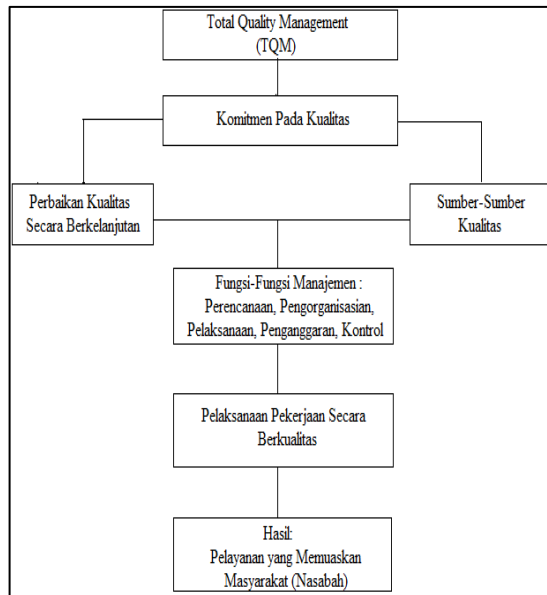 Total Quality Management
(TQM)
Komitmen Pada Kualitas
Perbaikan Kualitas
Secara Berkelanjutan
Sumber-Sumber
Kualitas
Fungsi-Fungsi Manajemen :
Perencanaan, Pengorganisasian,
Pelaksanaan, Penganggaran, Kontrol
Pelaksanaan Pekerjaan Secara
Berkualitas
Hasil:
Pelayanan yang Memuaskan
Masyarakat (Nasabah)